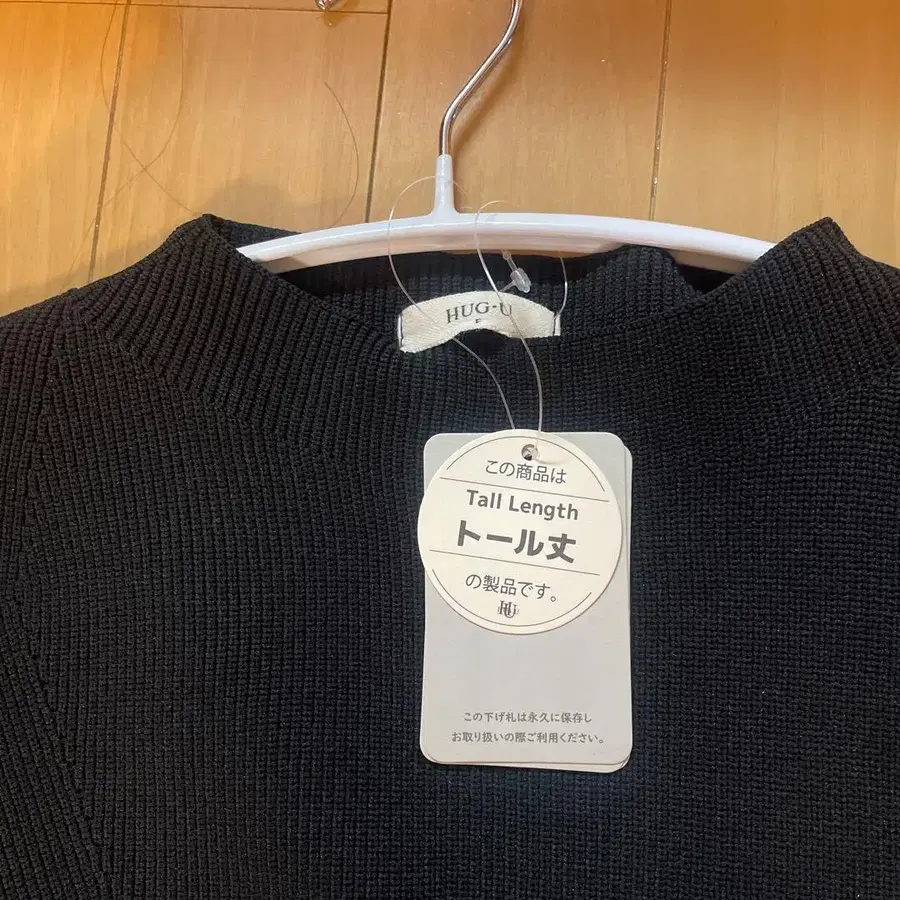 HUG·U
F
この商品は
Tall Length
トール丈
の製品です。
HU
この下げ札は永久に保存し
お取り扱いの際ご利用ください。